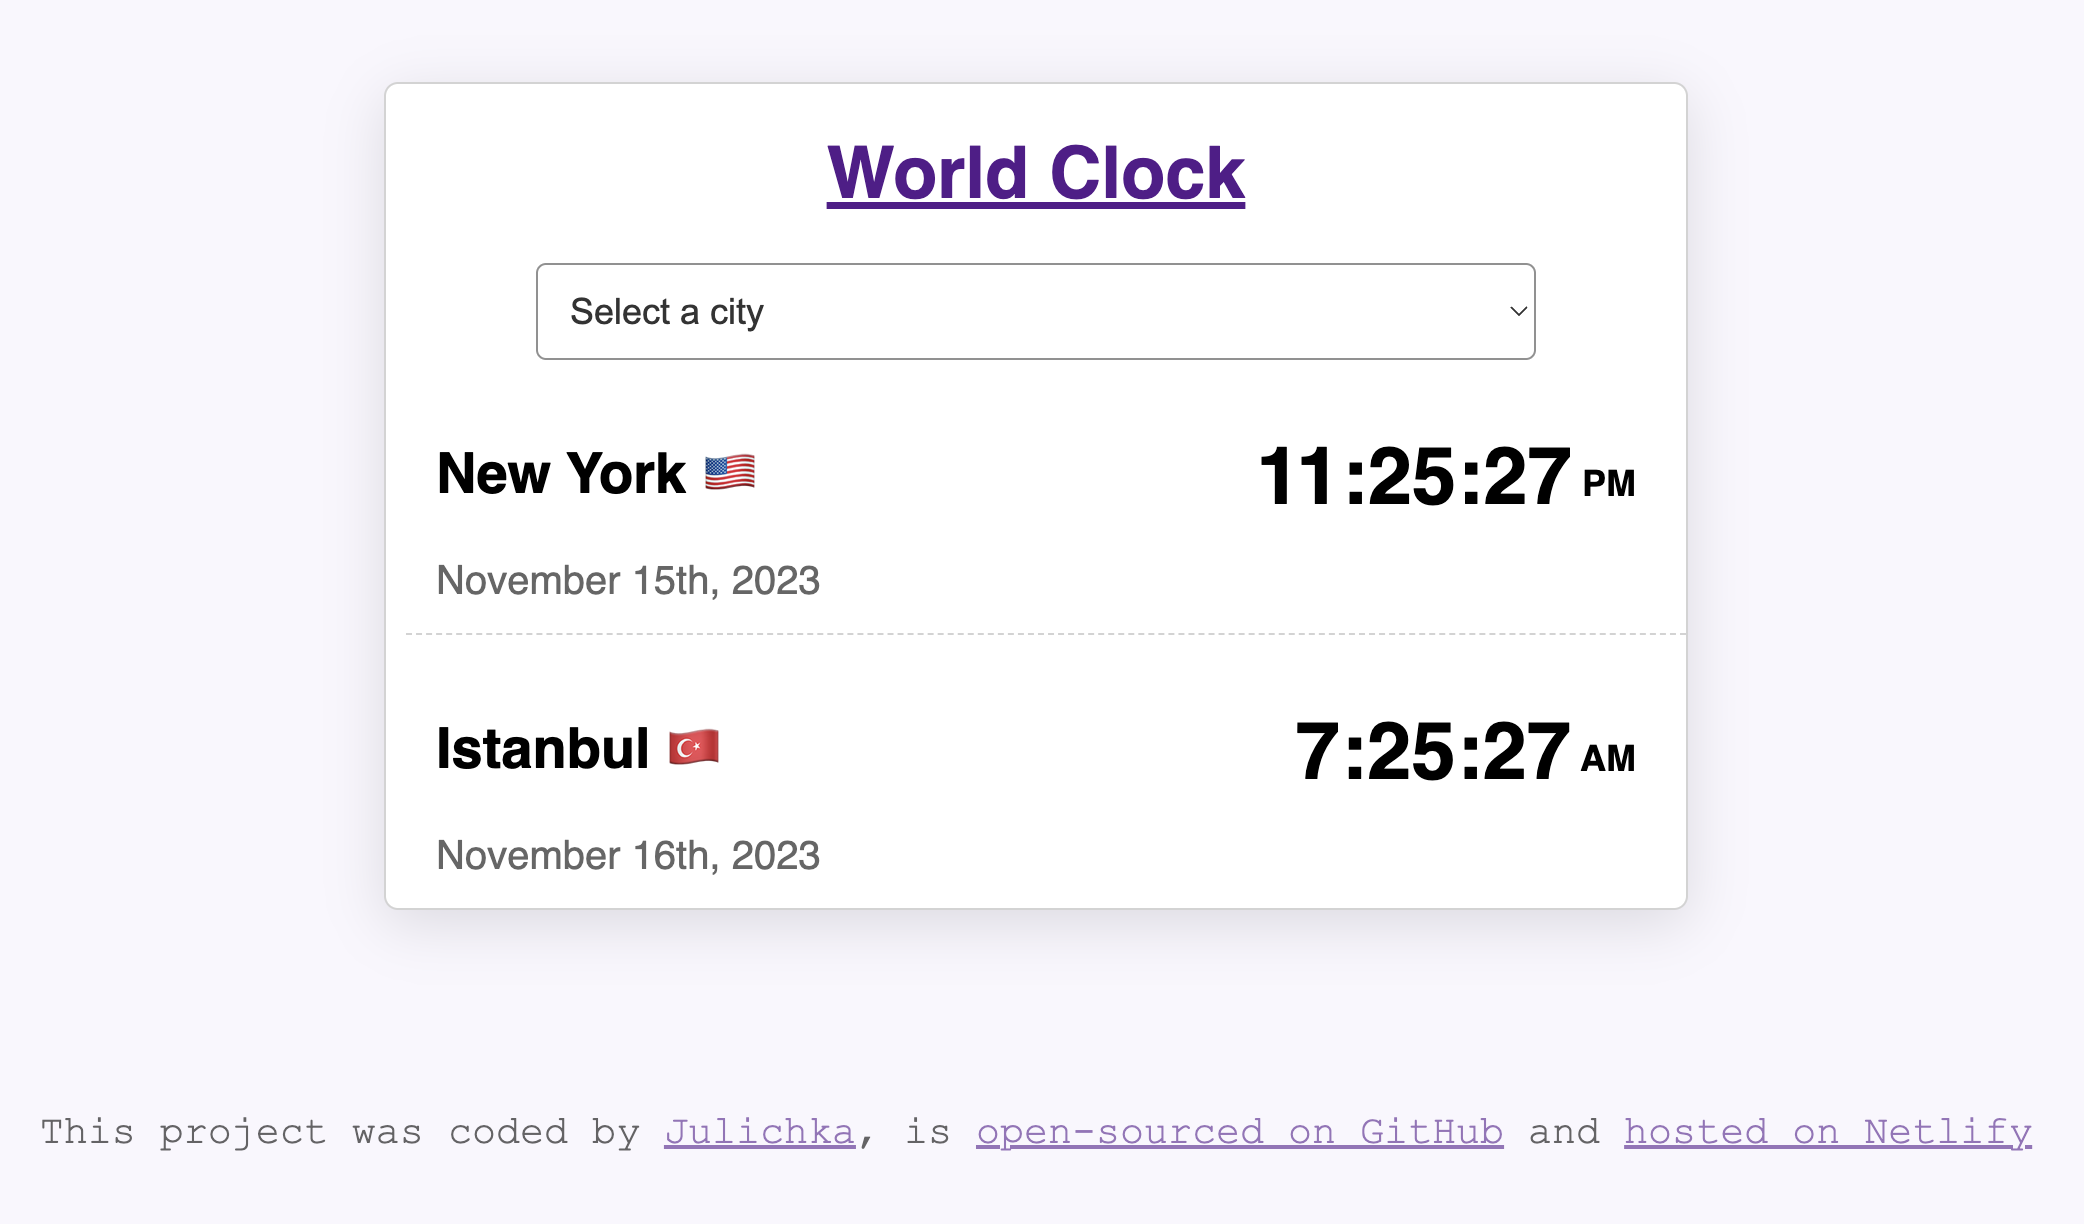 World Clock
Select a city
New York 🇺🇸 11:25:27 PM
November 15th, 2023
Istanbul 🇹🇷 7:25:27 AM
November 16th, 2023
This project was coded by Julichka, is open-sourced on GitHub and hosted on Netlify